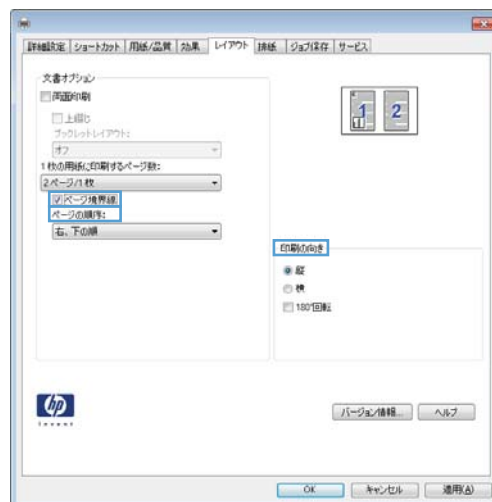 詳細設定 ショートカット 用紙/品質 効果 レイアウト 排紙 ジョブ保存 サービス
文書オプション
両面印刷
上綴じ
ブックレットレイアウト:
オフ
1 枚の用紙に印刷するページ数:
2 ページ/1 枚
ページ境界線
ページの順序:
右、下の順
1 2
印刷の向き
縦
横
180°回転
hp
invent
バージョン情報... ヘルプ
OK キャンセル 適用(A)